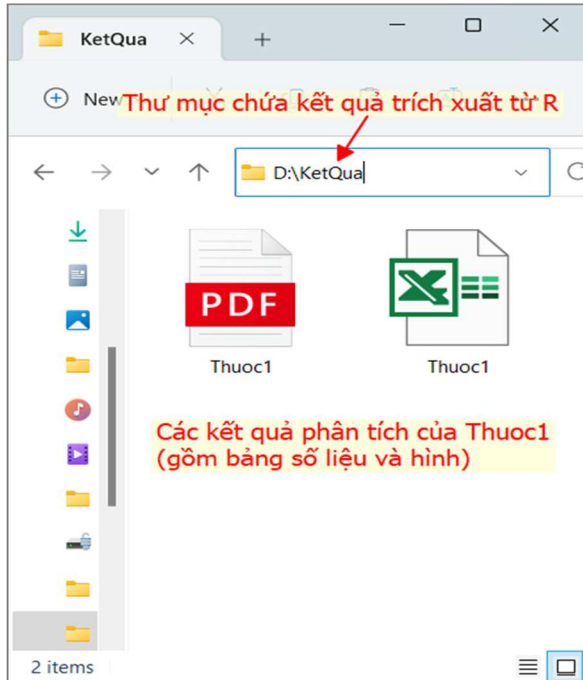 KetQua
New
Thư mục chứa kết quả trích xuất từ R
D:\KetQua
PDF
Thuoc1
Thuoc1
Các kết quả phân tích của Thuoc1
(gồm bảng số liệu và hình)
2 items